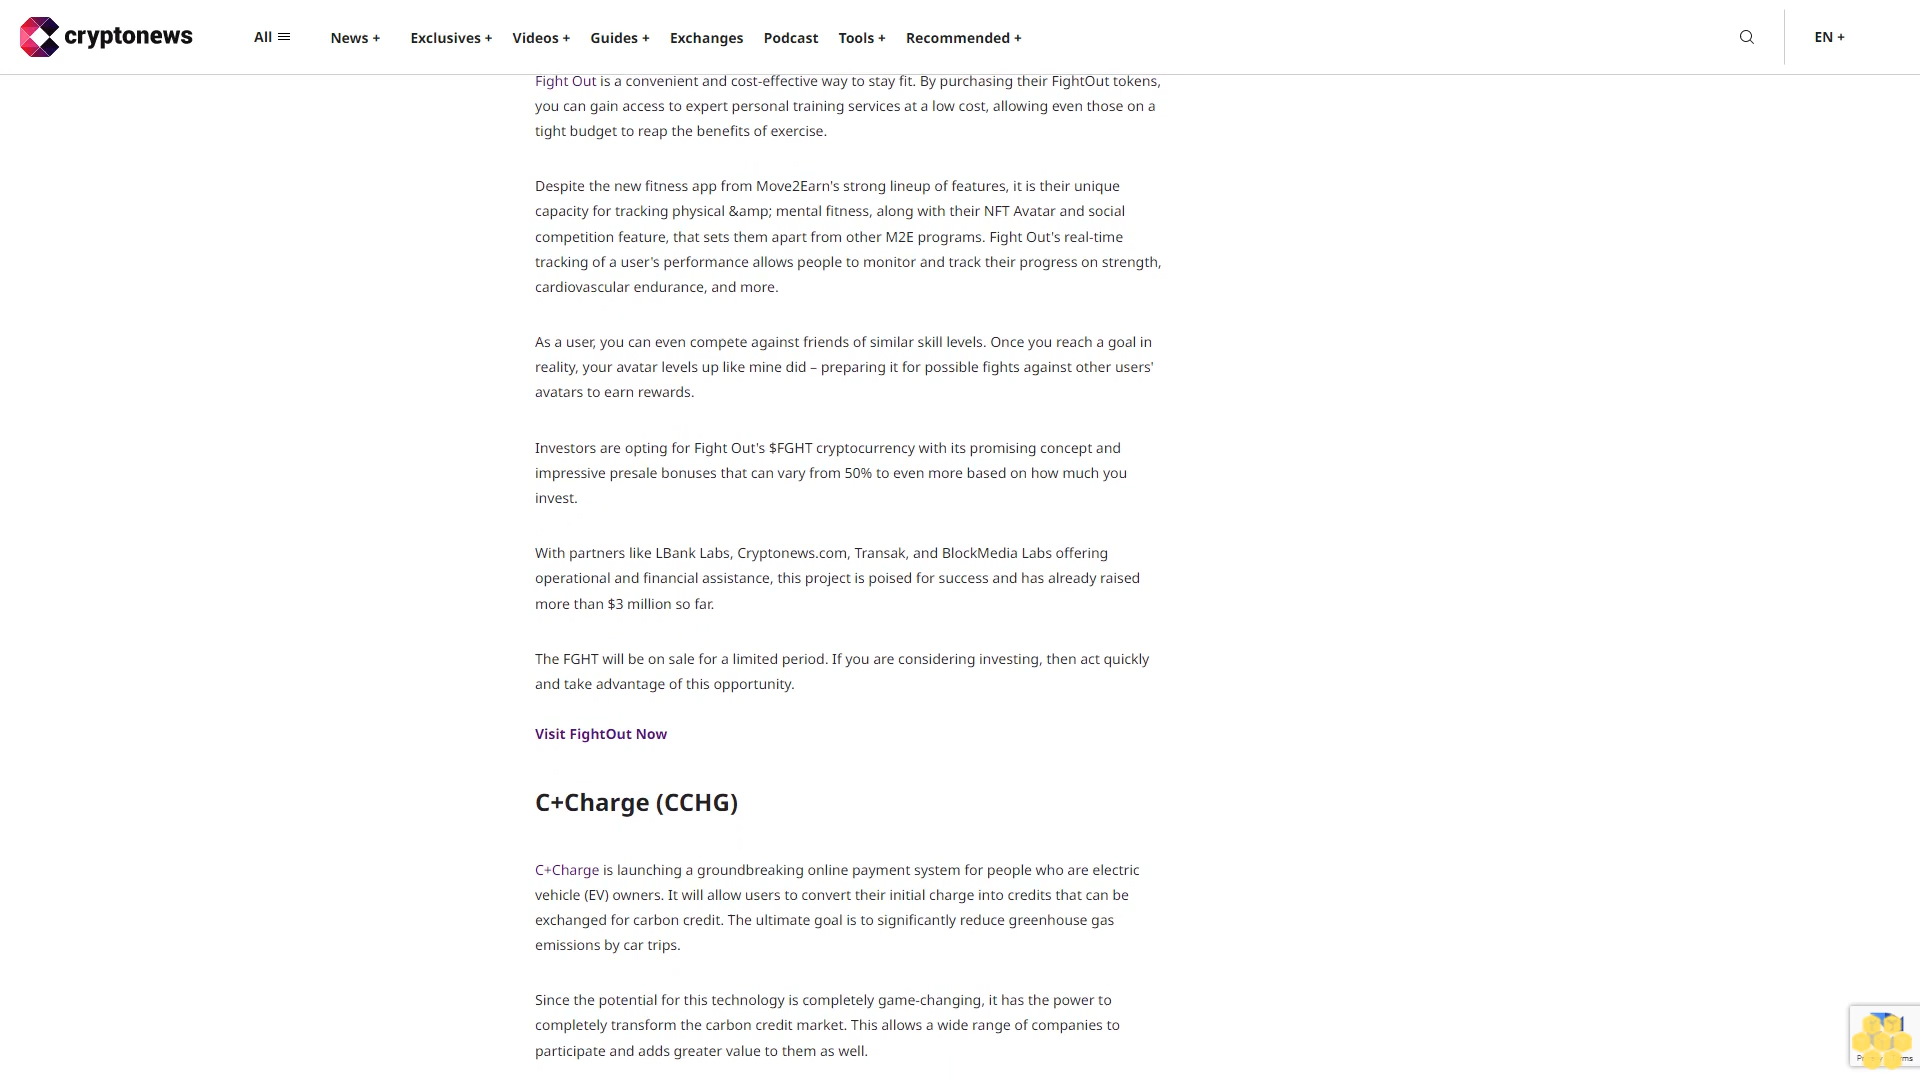 cryptonews
All
News +
Exclusives +
Videos +
Guides +
Exchanges
Podcast
Tools +
Recommended +
EN +
Fight Out is a convenient and cost-effective way to stay fit. By purchasing their FightOut tokens,
you can gain access to expert personal training services at a low cost, allowing even those on a
tight budget to reap the benefits of exercise.
Despite the new fitness app from Move2Earn's strong lineup of features, it is their unique
capacity for tracking physical &amp; mental fitness, along with their NFT Avatar and social
competition feature, that sets them apart from other M2E programs. Fight Out's real-time
tracking of a user's performance allows people to monitor and track their progress on strength,
cardiovascular endurance, and more.
As a user, you can even compete against friends of similar skill levels. Once you reach a goal in
reality, your avatar levels up like mine did – preparing it for possible fights against other users'
avatars to earn rewards.
Investors are opting for Fight Out's $FGHT cryptocurrency with its promising concept and
impressive presale bonuses that can vary from 50% to even more based on how much you
invest.
With partners like LBank Labs, Cryptonews.com, Transak, and BlockMedia Labs offering
operational and financial assistance, this project is poised for success and has already raised
more than $3 million so far.
The FGHT will be on sale for a limited period. If you are considering investing, then act quickly
and take advantage of this opportunity.
Visit FightOut Now
C+Charge (CCHG)
C+Charge is launching a groundbreaking online payment system for people who are electric
vehicle (EV) owners. It will allow users to convert their initial charge into credits that can be
exchanged for carbon credit. The ultimate goal is to significantly reduce greenhouse gas
emissions by car trips.
Since the potential for this technology is completely game-changing, it has the power to
completely transform the carbon credit market. This allows a wide range of companies to
participate and adds greater value to them as well.